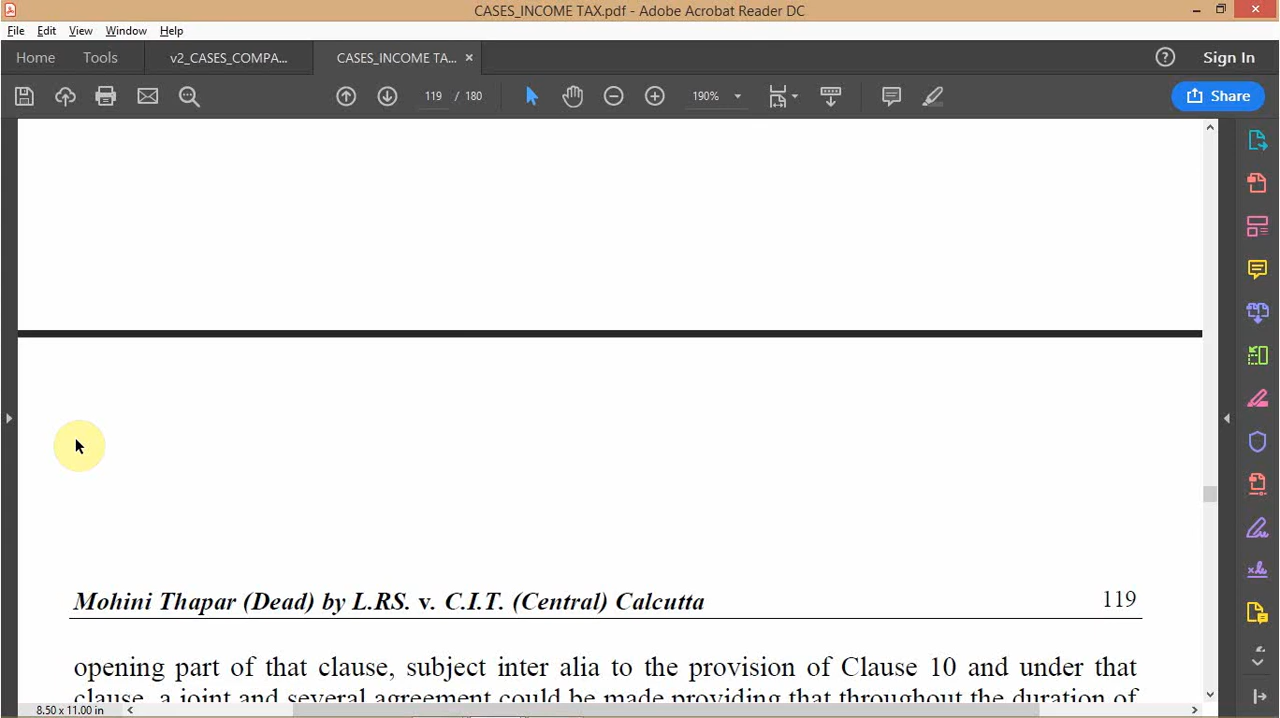 CASES_INCOME TAX.pdf - Adobe Acrobat Reader DC
File Edit View Window Help
Home Tools v2_CASES_COMPA... CASES_INCOME TA... × Sign In
119 / 180 190% Share
Mohini Thapar (Dead) by L.RS. v. C.I.T. (Central) Calcutta 119
opening part of that clause, subject inter alia to the provision of Clause 10 and under that
clause, a joint and several agreement could be made providing that throughout the duration of
8.50 x 11.00 in